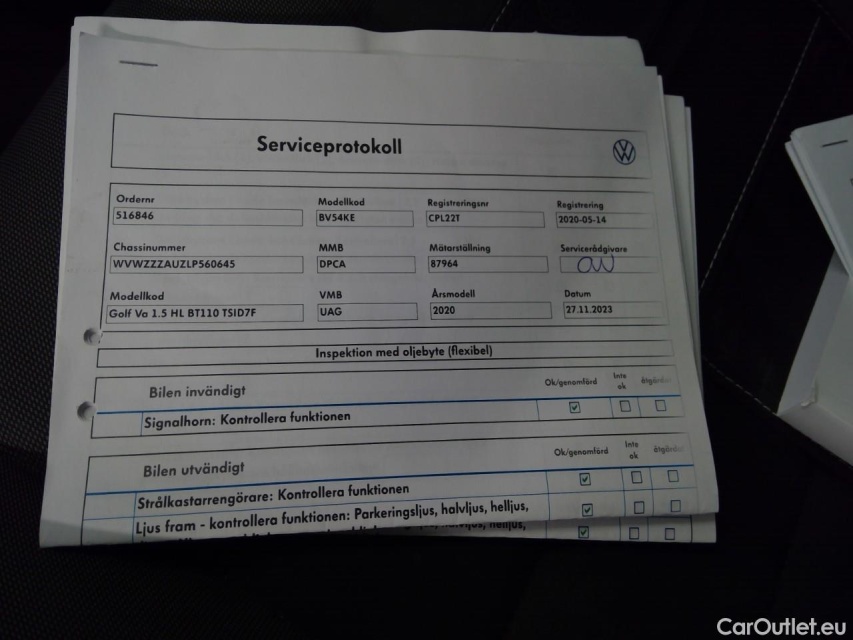 Serviceprotokoll
Ordernr Modellkod Registreringsnr Registrering
516846 BV54KE CPL22T 2020-05-14
Chassinummer MMB Mätarställning Servicerådgivare
WVWZZZAUZLP560645 DPCA 87964
Modellkod VMB Årsmodell Datum
Golf Va 1.5 HL BT110 TSID7F UAG 2020 27.11.2023
Inspektion med oljebyte (flexibel)
Bilen invändigt Ok/genomförd Inte ok åtgärdat
Signalhorn: Kontrollera funktionen
Bilen utvändigt Ok/genomförd Inte ok åtgärdat
Strålkastarrengörare: Kontrollera funktionen
Ljus fram - kontrollera funktionen: Parkeringsljus, halvljus, helljus,
CarOutlet.eu